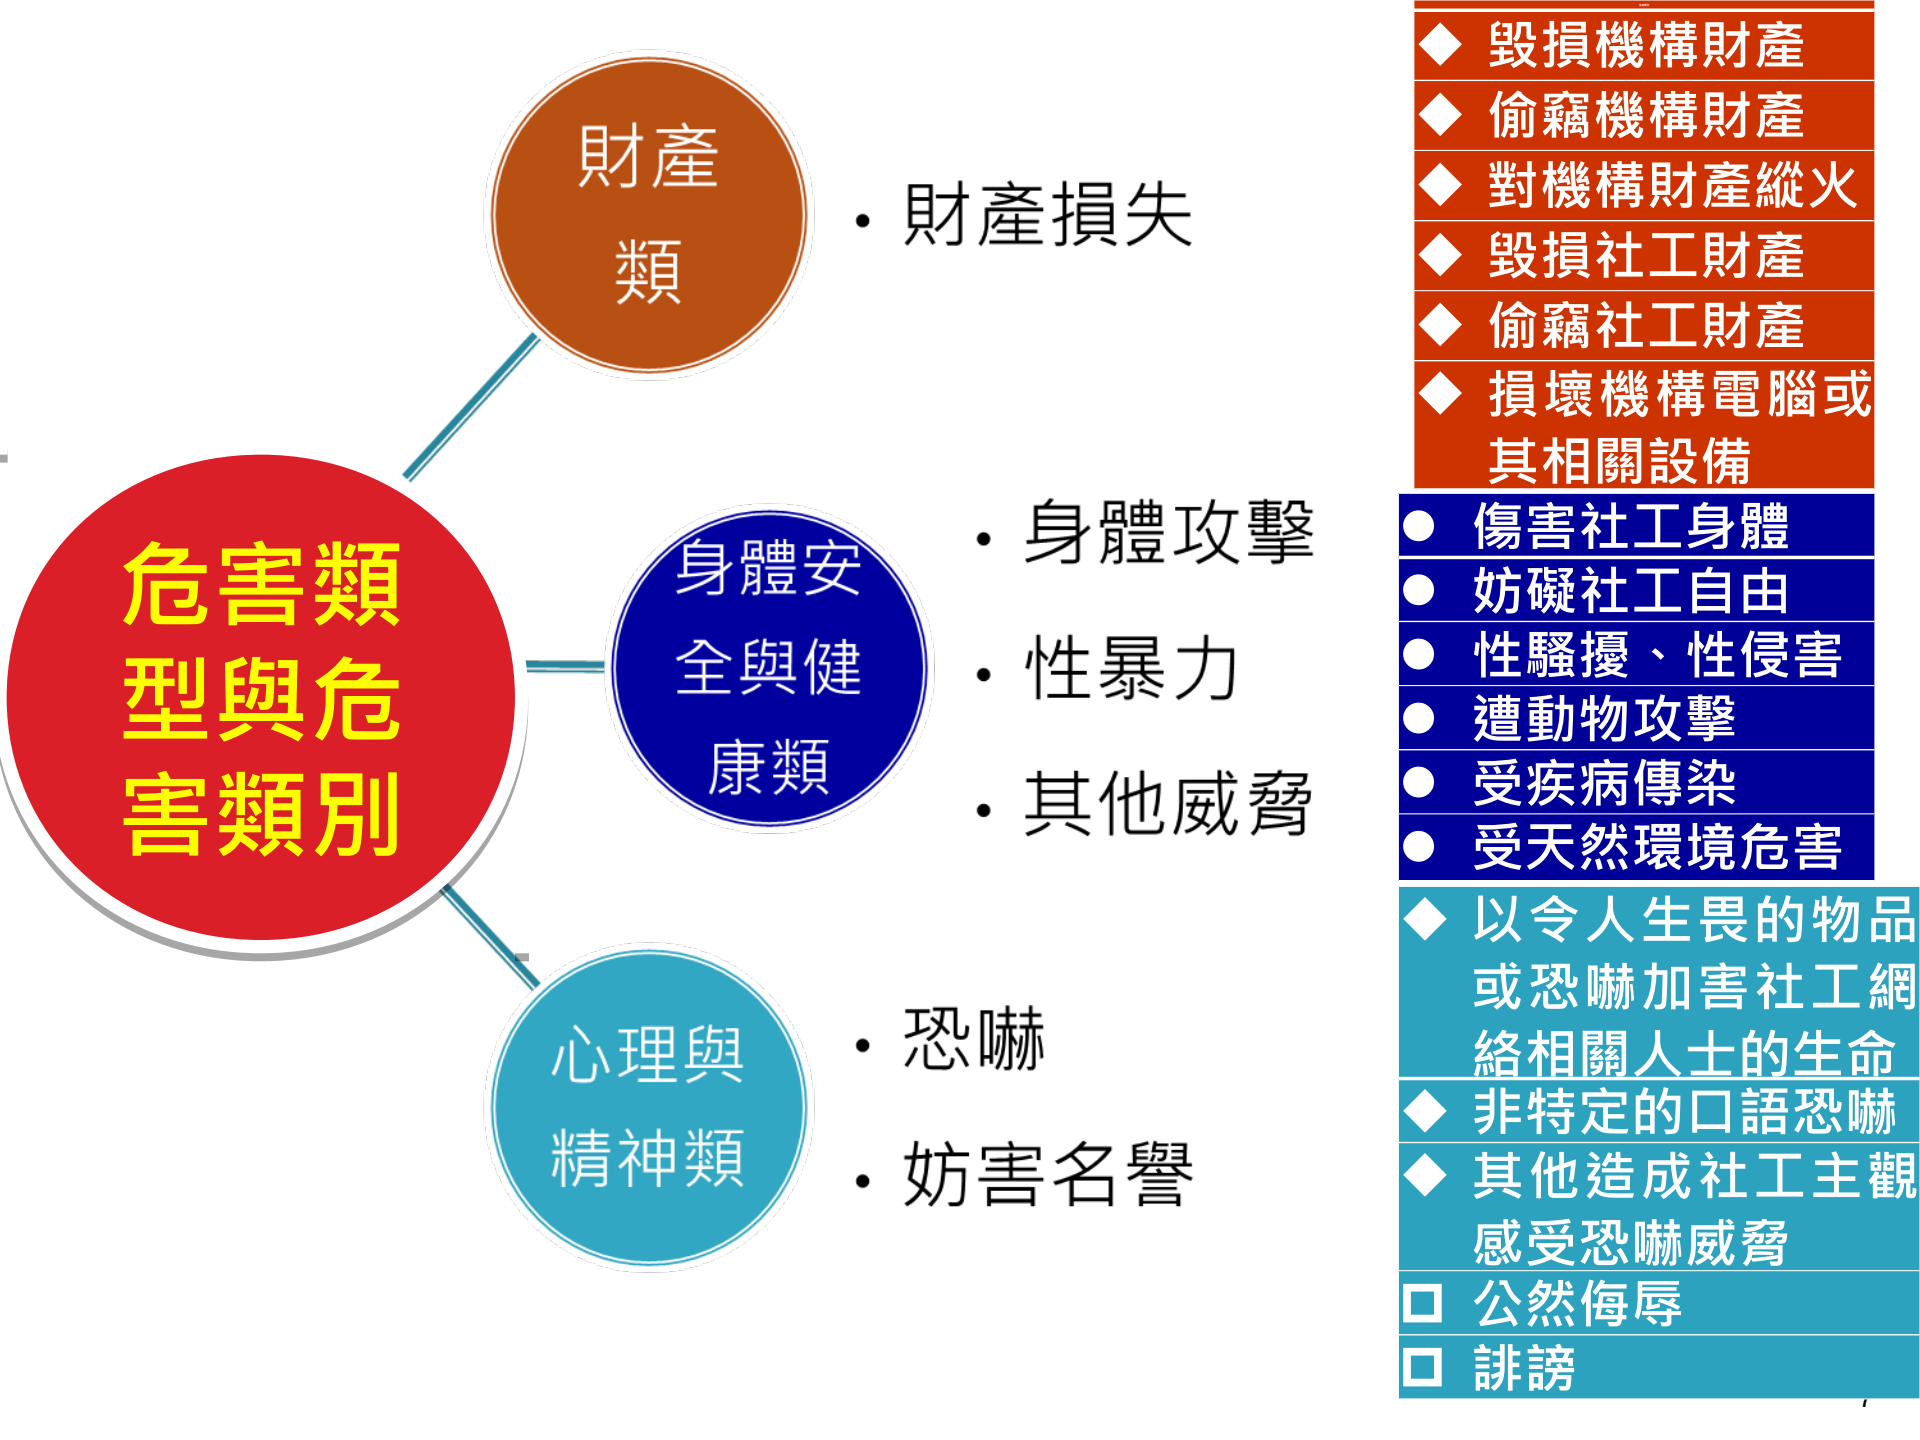 危害類
型與危
害類別
財產
類
• 財產損失
身體安
全與健
康類
• 身體攻擊
• 性暴力
• 其他威脅
心理與
精神類
• 恐嚇
• 妨害名譽
◆ 毀損機構財產
◆ 偷竊機構財產
◆ 對機構財產縱火
◆ 毀損社工財產
◆ 偷竊社工財產
◆ 損壞機構電腦或
其相關設備
● 傷害社工身體
● 妨礙社工自由
● 性騷擾、性侵害
● 遭動物攻擊
● 受疾病傳染
● 受天然環境危害
◆ 以令人生畏的物品
或恐嚇加害社工網
絡相關人士的生命
◆ 非特定的口語恐嚇
◆ 其他造成社工主觀
感受恐嚇威脅
□ 公然侮辱
□ 誹謗